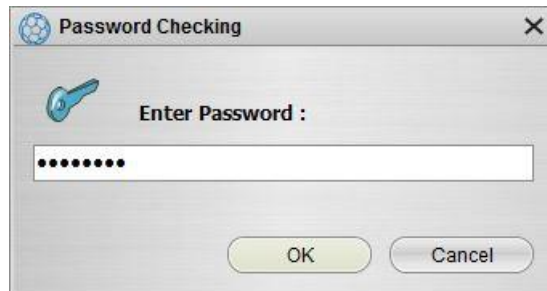 Password Checking
Enter Password :
••••••••
OK
Cancel